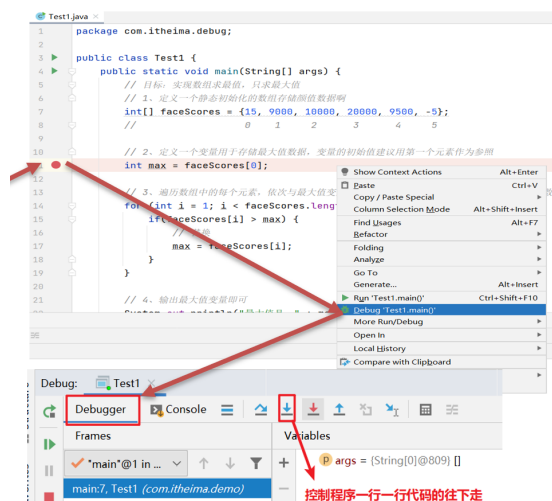 Test1.java
1 package com.itheima.debug;
2
3 public class Test1 {
4 public static void main(String[] args) {
5 // 目标：实现数组求最值，只求最大值
6 // 1、定义一个静态初始化的数组存储颜值数据啊
7 int[] faceScores = {15, 9000, 10000, 20000, 9500, -5};
8 // 0 1 2 3 4 5
9
10 // 2、定义一个变量用于存储最大值数据，变量的初始值建议用第一个元素作为参照
int max = faceScores[0];
12
13 // 3、遍历数组中的每个元素，依次与最大值变
14 for (int i = 1; i < faceScores.leng
15 if(faceScores[i] > max) {
16 //
17 max = faceScores[i];
18 }
19 }
20
21 // 4、输出最大值变量即可
Show Context Actions Alt+Enter
Paste Ctrl+V
Copy / Paste Special
Column Selection Mode Alt+Shift+Insert
Find Usages Alt+F7
Refactor
Folding
Analyze
Go To
Generate... Alt+Insert
Run 'Test1.main()' Ctrl+Shift+F10
Debug 'Test1.main()'
More Run/Debug
Open In
Local History
Compare with Clipboard
Debug: Test1
Debugger Console
Frames Variables
"main"@1 in ... args = {String[0]@809} []
main:7, Test1 (com.itheima.demo)
控制程序一行一行代码的往下走